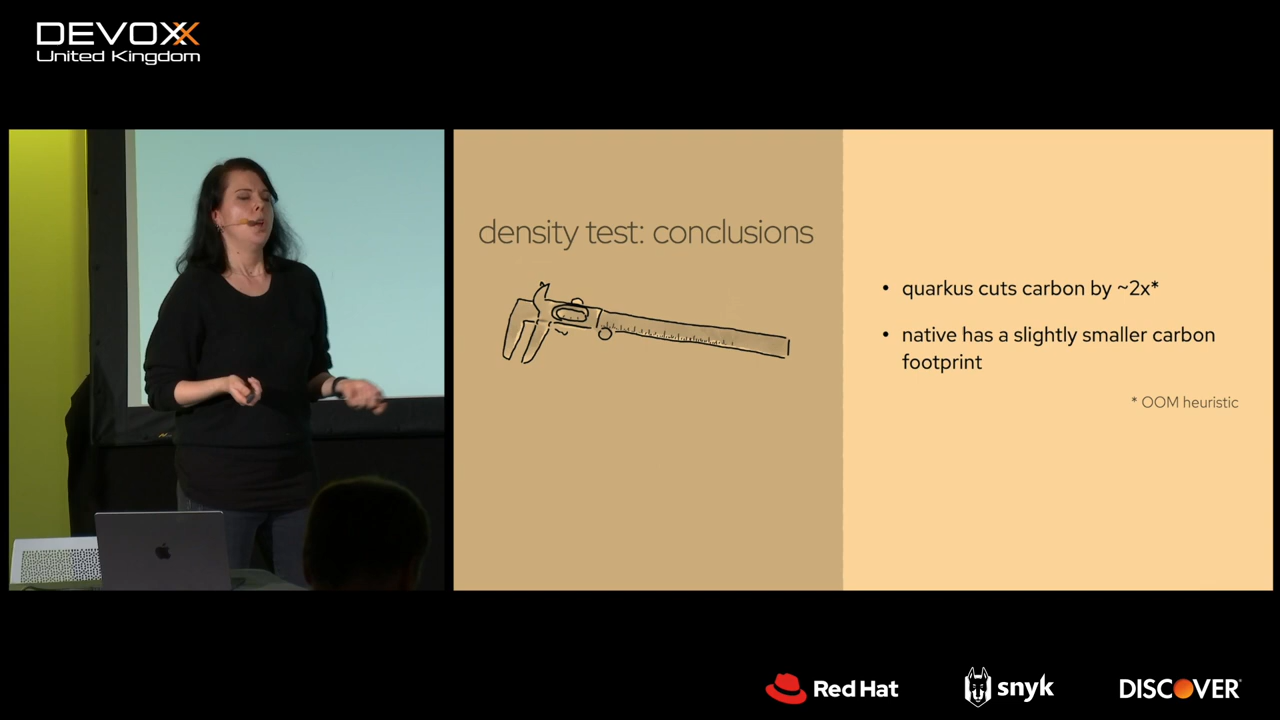 DEVOXX
United Kingdom
density test: conclusions
• quarkus cuts carbon by ~2x*
• native has a slightly smaller carbon
footprint
* OOM heuristic
Red Hat
snyk
DISCOVER